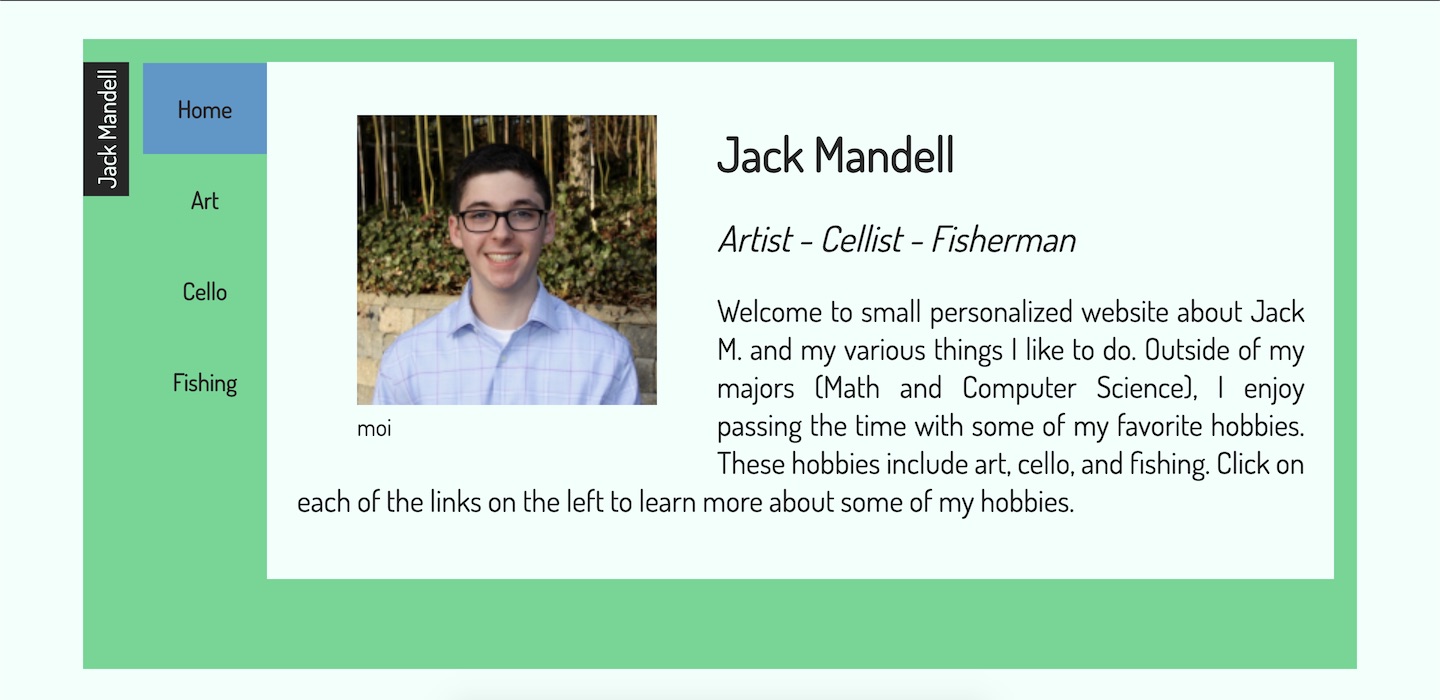 Jack Mandell
Home
Art
Cello
Fishing
moi
Jack Mandell
Artist - Cellist - Fisherman
Welcome to small personalized website about Jack
M. and my various things I like to do. Outside of my
majors (Math and Computer Science), I enjoy
passing the time with some of my favorite hobbies.
These hobbies include art, cello, and fishing. Click on
each of the links on the left to learn more about some of my hobbies.